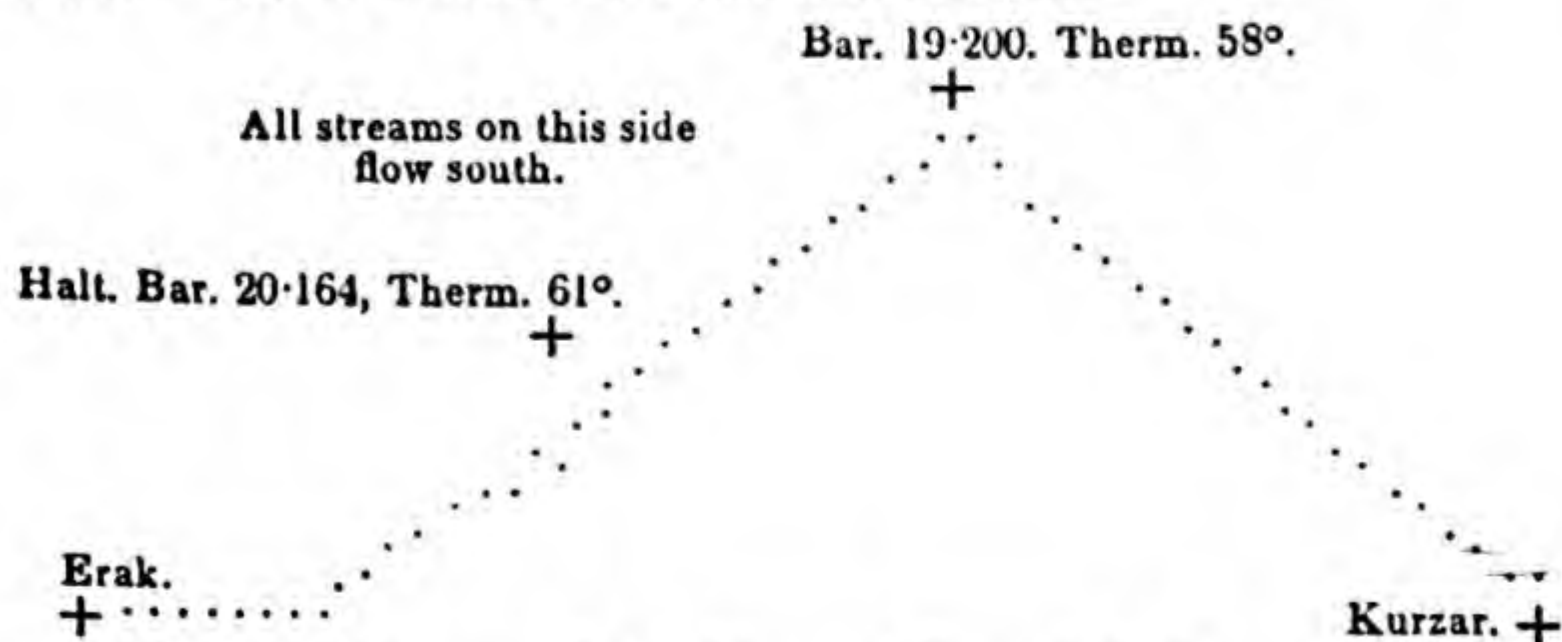 Bar. 19·200. Therm. 58°.
All streams on this side
flow south.
Halt. Bar. 20·164, Therm. 61°.
Erak.
Kurzar.